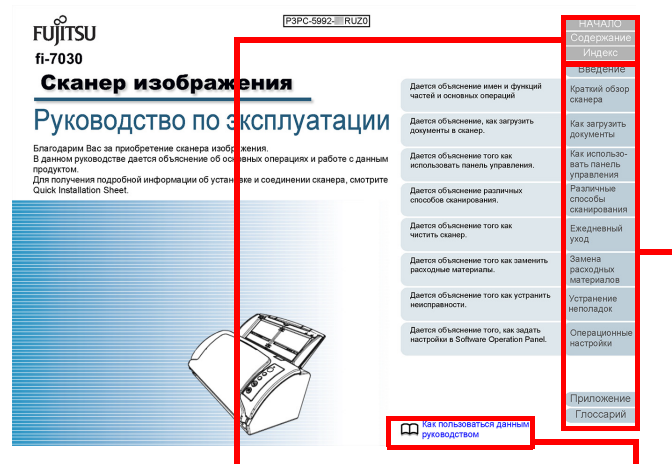 P3PC-5992- RUZ0
FUJITSU
fi-7030
Сканер изображения
Руководство по эксплуатации
Благодарим Вас за приобретение сканера изображения.
В данном руководстве дается объяснение об основных операциях и работе с данным
продуктом.
Для получения подробной информации об установке и соединении сканера, смотрите
Quick Installation Sheet.
НАЧАЛО
Содержание
Индекс
Введение
Дается объяснение имен и функций
частей и основных операций
Краткий обзор
сканера
Дается объяснение, как загрузить
документы в сканер.
Как загрузить
документы
Дается объяснение того как
использовать панель управления.
Как использо-
вать панель
управления
Дается объяснение различных
способов сканирования.
Различные
способы
сканирования
Дается объяснение того как
чистить сканер.
Ежедневный
уход
Дается объяснение того как заменить
расходные материалы.
Замена
расходных
материалов
Дается объяснение того как устранить
неисправности.
Устранение
неполадок
Дается объяснение того, как задать
настройки в Software Operation Panel.
Операционные
настройки
Приложение
Глоссарий
Как пользоваться данным
руководством